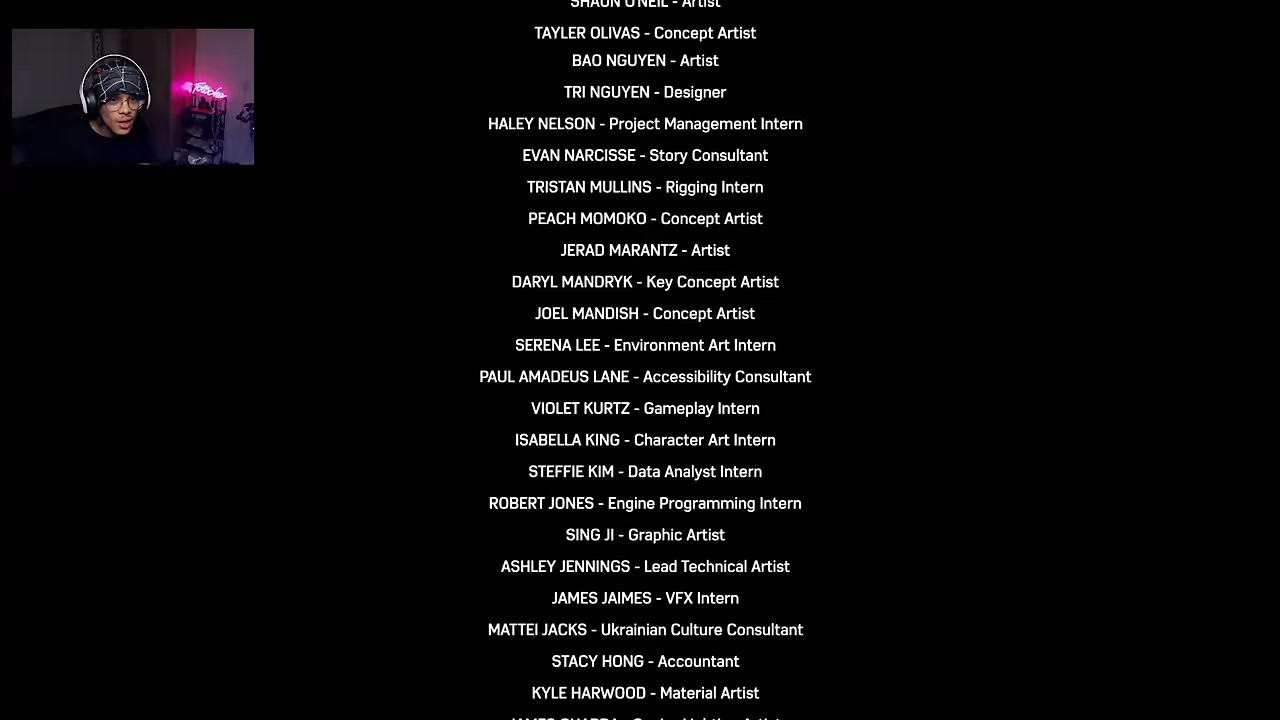 SHAUN O'NEIL - Artist
TAYLER OLIVAS - Concept Artist
BAO NGUYEN - Artist
TRI NGUYEN - Designer
HALEY NELSON - Project Management Intern
EVAN NARCISSE - Story Consultant
TRISTAN MULLINS - Rigging Intern
PEACH MOMOKO - Concept Artist
JERAD MARANTZ - Artist
DARYL MANDRYK - Key Concept Artist
JOEL MANDISH - Concept Artist
SERENA LEE - Environment Art Intern
PAUL AMADEUS LANE - Accessibility Consultant
VIOLET KURTZ - Gameplay Intern
ISABELLA KING - Character Art Intern
STEFFIE KIM - Data Analyst Intern
ROBERT JONES - Engine Programming Intern
SING JI - Graphic Artist
ASHLEY JENNINGS - Lead Technical Artist
JAMES JAIMES - VFX Intern
MATTEI JACKS - Ukrainian Culture Consultant
STACY HONG - Accountant
KYLE HARWOOD - Material Artist